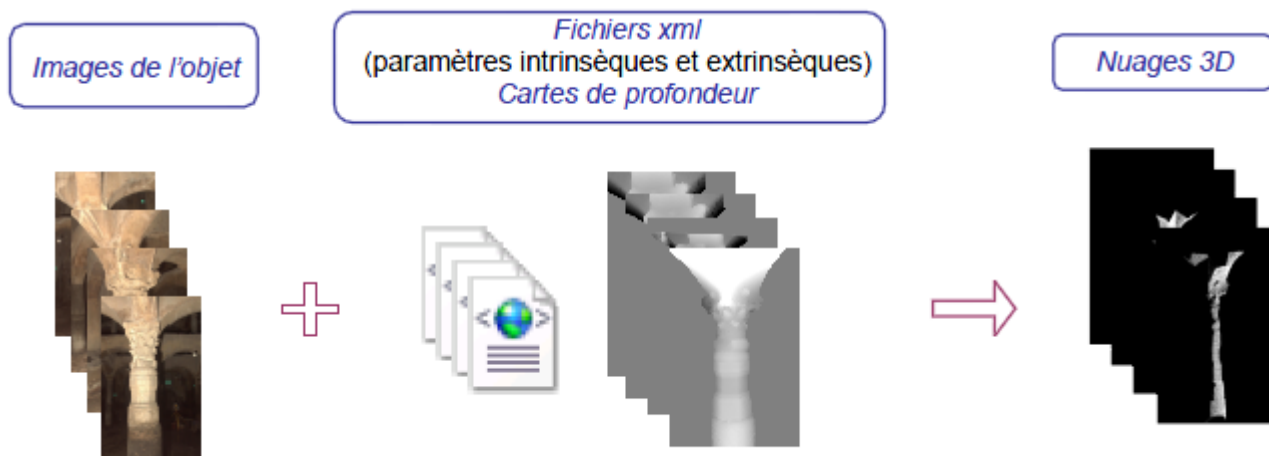 Images de l'objet
Fichiers xml
(paramètres intrinsèques et extrinsèques)
Cartes de profondeur
Nuages 3D